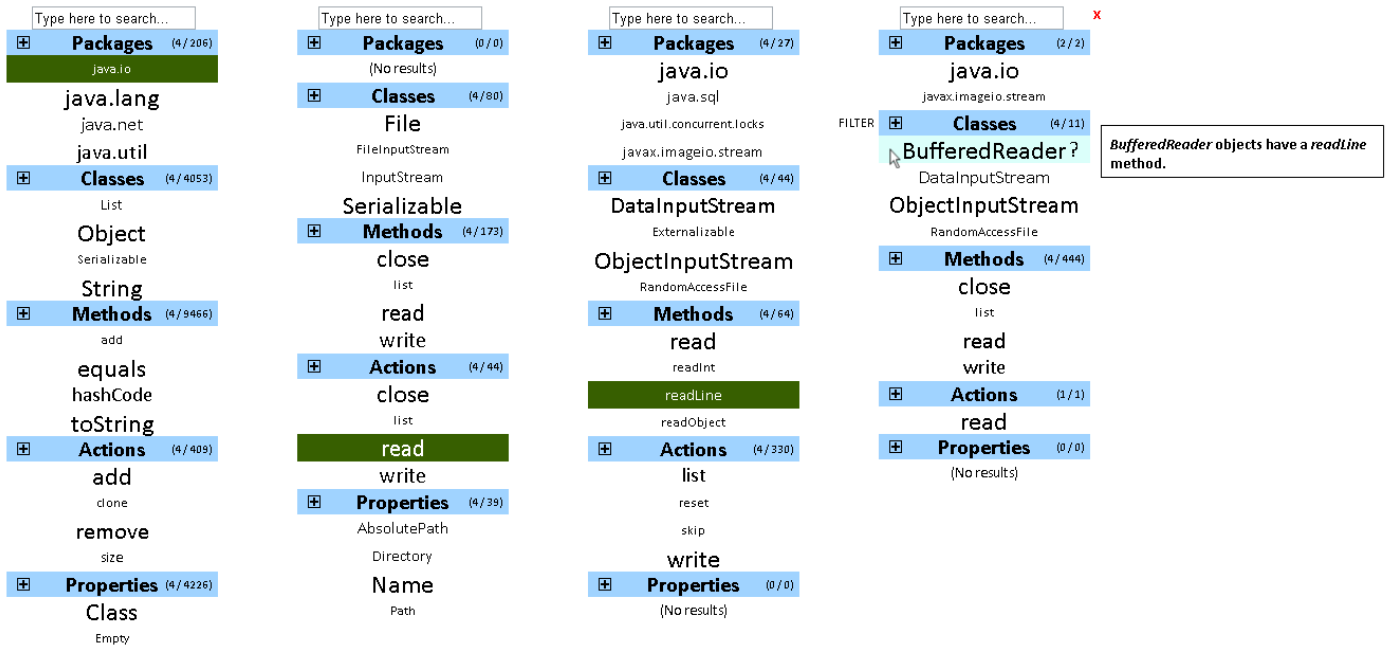 Type here to search...
Packages (4/206)
java.io
java.lang
java.net
java.util
Classes (4/4053)
List
Object
Serializable
String
Methods (4/9466)
add
equals
hashCode
toString
Actions (4/409)
add
clone
remove
size
Properties (4/4226)
Class
Empty
Type here to search...
Packages (0/0)
(No results)
Classes (4/80)
File
FileInputStream
InputStream
Serializable
Methods (4/173)
close
list
read
write
Actions (4/44)
close
list
read
write
Properties (4/39)
AbsolutePath
Directory
Name
Path
Type here to search...
Packages (4/27)
java.io
java.sql
java.util.concurrent.locks
javax.imageio.stream
Classes (4/44)
DataInputStream
Externalizable
ObjectInputStream
RandomAccessFile
Methods (4/64)
read
readInt
readLine
readObject
Actions (4/330)
list
reset
skip
write
Properties (0/0)
(No results)
Type here to search... x
Packages (2/2)
java.io
javax.imageio.stream
FILTER Classes (4/11)
BufferedReader ?
DataInputStream
ObjectInputStream
RandomAccessFile
Methods (4/444)
close
list
read
write
Actions (1/1)
read
Properties (0/0)
(No results)
BufferedReader objects have a readLine
method.